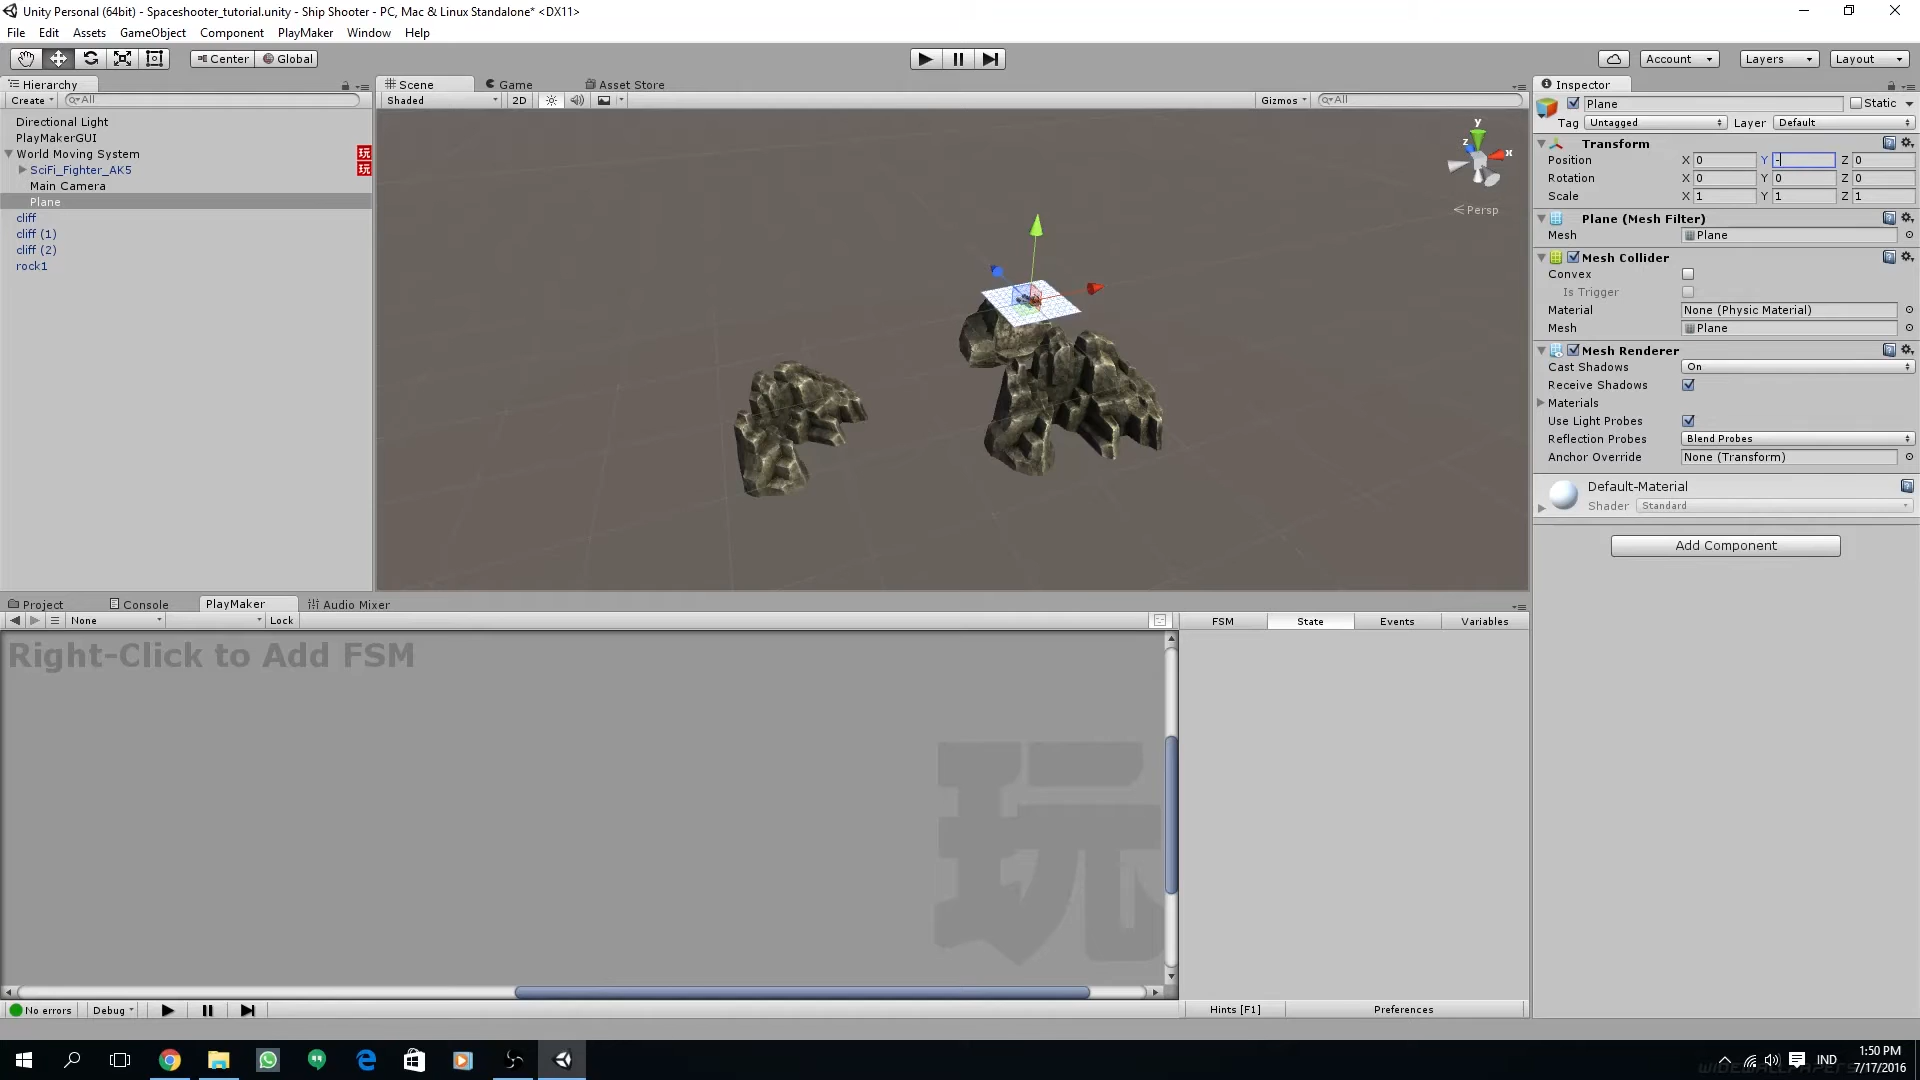 Unity Personal (64bit) - Spaceshooter_tutorial.unity - Ship Shooter - PC, Mac & Linux Standalone* <DX11>
File Edit Assets GameObject Component PlayMaker Window Help
Center Global Account Layers Layout
Hierarchy
Create All
Directional Light
PlayMakerGUI
World Moving System 玩
SciFi_Fighter_AK5 玩
Main Camera
Plane
cliff
cliff (1)
cliff (2)
rock1
Scene Game Asset Store
Shaded 2D Gizmos All
y
z x
Persp
Inspector
Plane Static
Tag Untagged Layer Default
Transform
Position X 0 Y - Z 0
Rotation X 0 Y 0 Z 0
Scale X 1 Y 1 Z 1
Plane (Mesh Filter)
Mesh Plane
Mesh Collider
Convex
Is Trigger
Material None (Physic Material)
Mesh Plane
Mesh Renderer
Cast Shadows On
Receive Shadows
Materials
Use Light Probes
Reflection Probes Blend Probes
Anchor Override None (Transform)
Default-Material
Shader Standard
Add Component
Project Console PlayMaker Audio Mixer
None Lock FSM State Events Variables
Right-Click to Add FSM
玩
No errors Debug Hints [F1] Preferences
IND 1:50 PM
7/17/2016